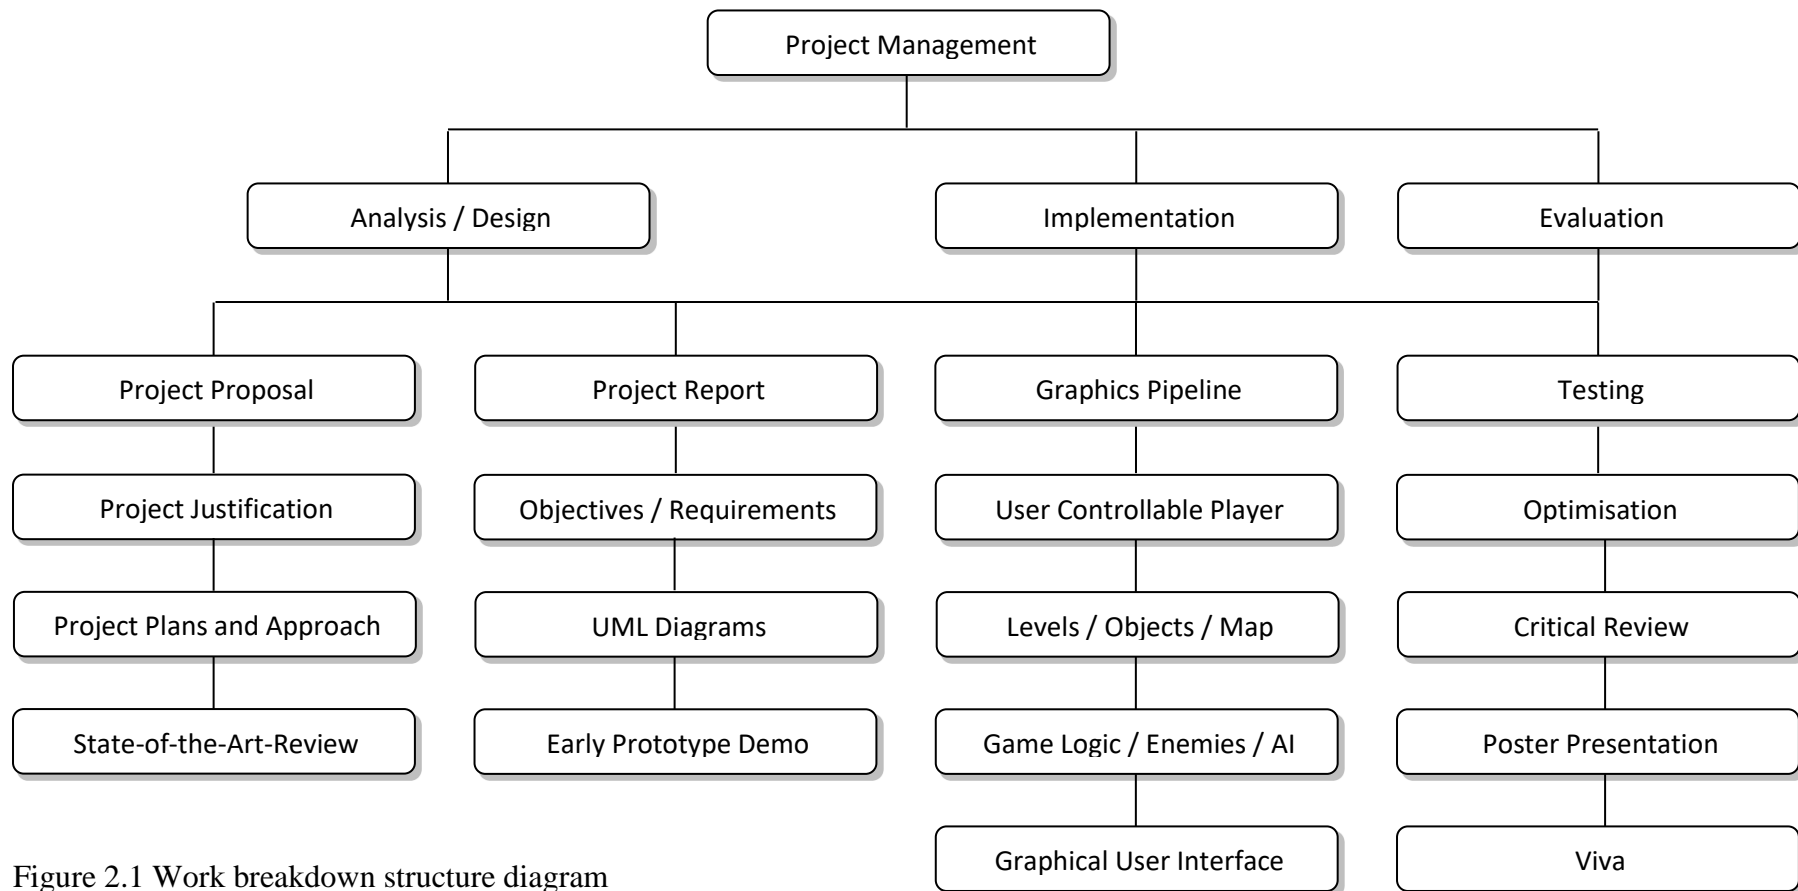 Project Management
Analysis / Design
Implementation
Evaluation
Project Proposal
Project Report
Graphics Pipeline
Testing
Project Justification
Objectives / Requirements
User Controllable Player
Optimisation
Project Plans and Approach
UML Diagrams
Levels / Objects / Map
Critical Review
State-of-the-Art-Review
Early Prototype Demo
Game Logic / Enemies / AI
Poster Presentation
Graphical User Interface
Viva
Figure 2.1 Work breakdown structure diagram